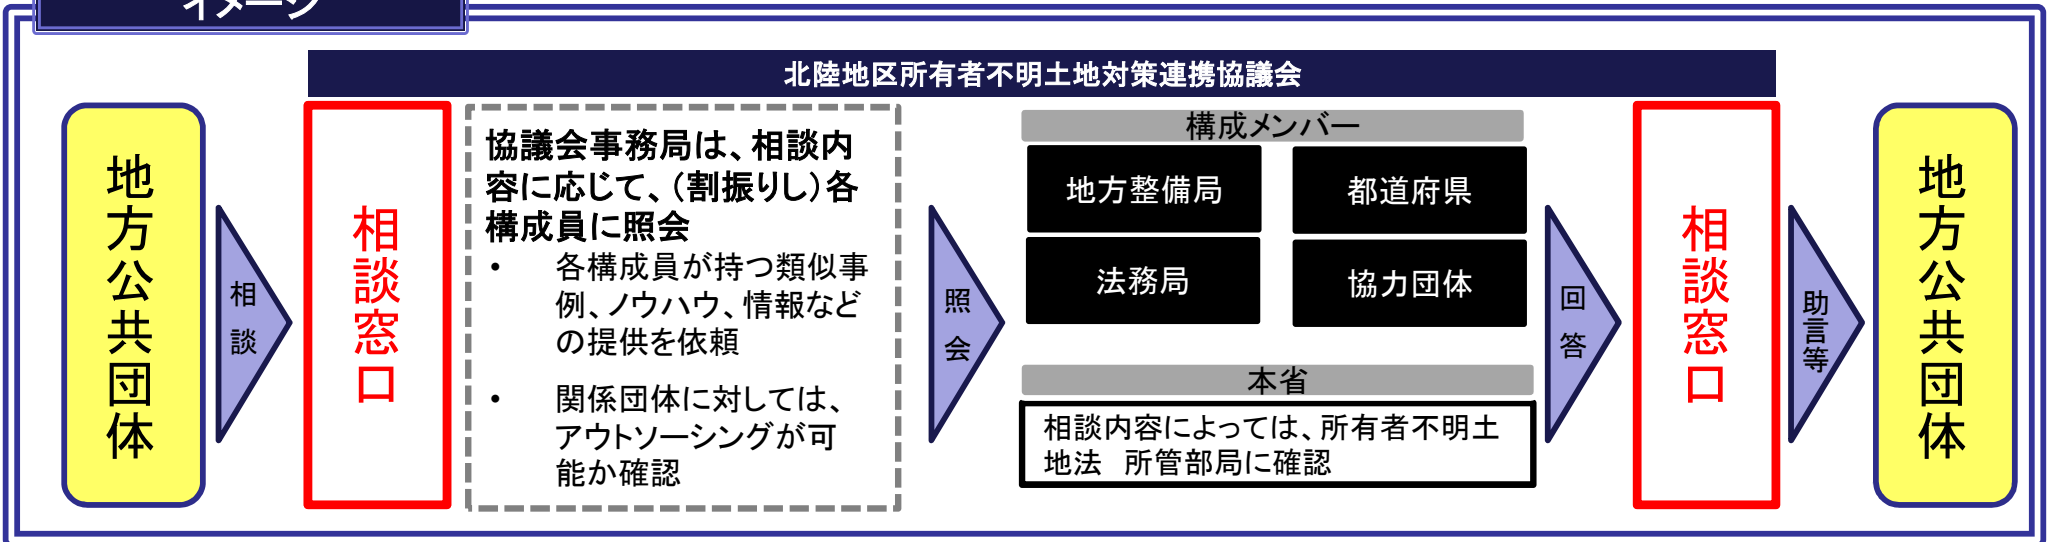 イメージ
北陸地区所有者不明土地対策連携協議会
地方公共団体
相談
相談窓口
協議会事務局は、相談内
容に応じて、（割振りし）各
構成員に照会
• 各構成員が持つ類似事
例、ノウハウ、情報など
の提供を依頼
• 関係団体に対しては、
アウトソーシングが可
能か確認
照会
構成メンバー
地方整備局
都道府県
法務局
協力団体
本省
相談内容によっては、所有者不明土
地法　所管部局に確認
回答
相談窓口
助言等
地方公共団体